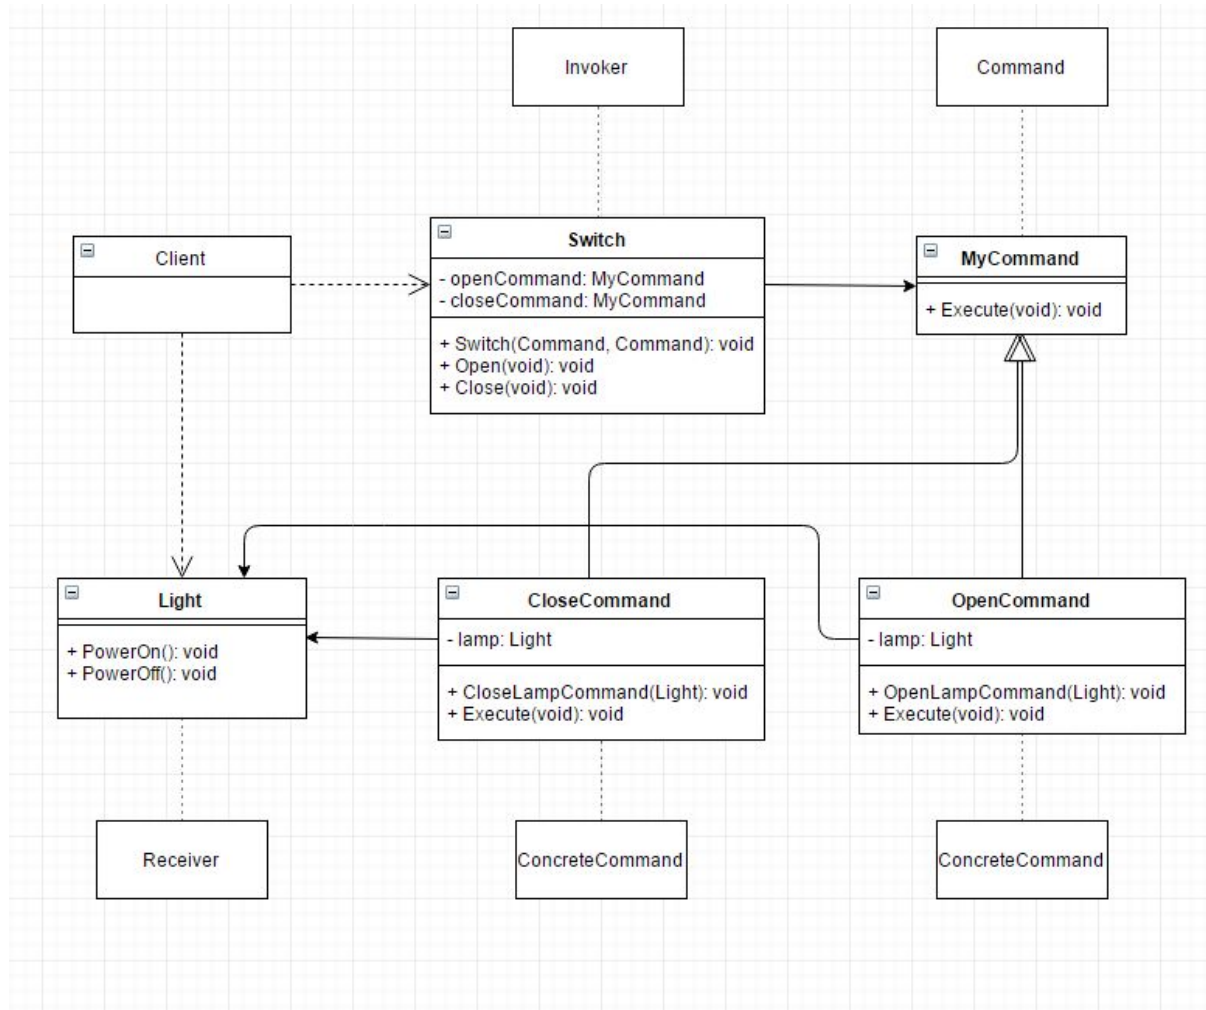 Invoker
Command
Client
Switch
- openCommand: MyCommand
- closeCommand: MyCommand
+ Switch(Command, Command): void
+ Open(void): void
+ Close(void): void
MyCommand
+ Execute(void): void
Light
+ PowerOn(): void
+ PowerOff(): void
CloseCommand
- lamp: Light
+ CloseLampCommand(Light): void
+ Execute(void): void
OpenCommand
- lamp: Light
+ OpenLampCommand(Light): void
+ Execute(void): void
Receiver
ConcreteCommand
ConcreteCommand